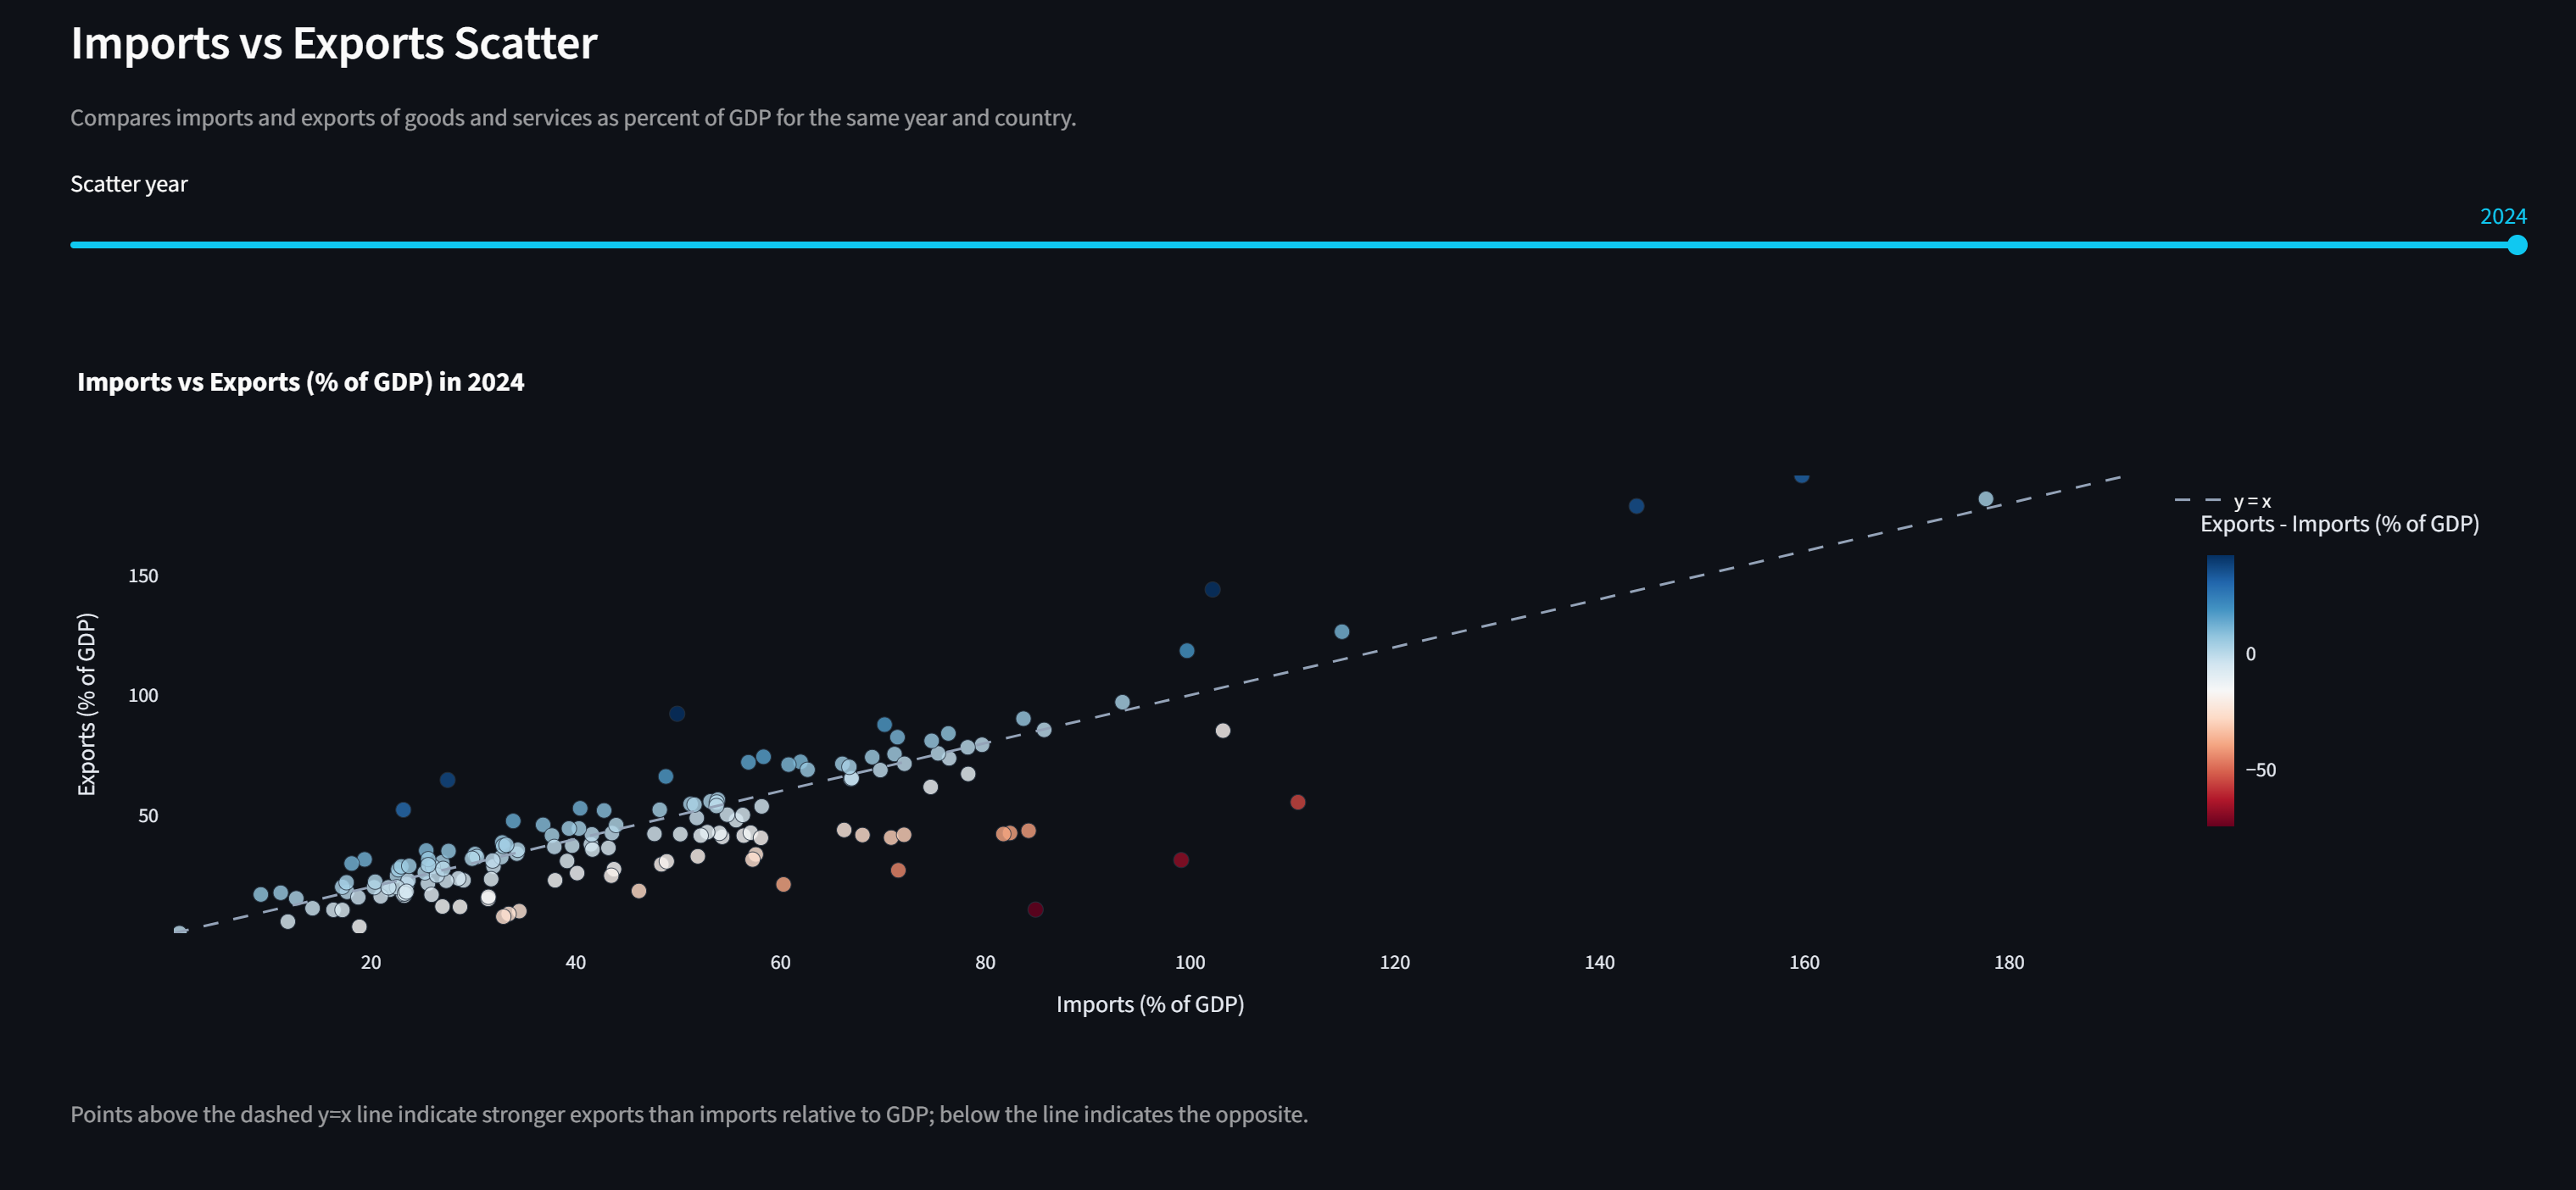 Imports vs Exports Scatter
Compares imports and exports of goods and services as percent of GDP for the same year and country.
Scatter year
2024
Imports vs Exports (% of GDP) in 2024
y = x
Exports - Imports (% of GDP)
0
−50
Exports (% of GDP)
150
100
50
20 40 60 80 100 120 140 160 180
Imports (% of GDP)
Points above the dashed y=x line indicate stronger exports than imports relative to GDP; below the line indicates the opposite.